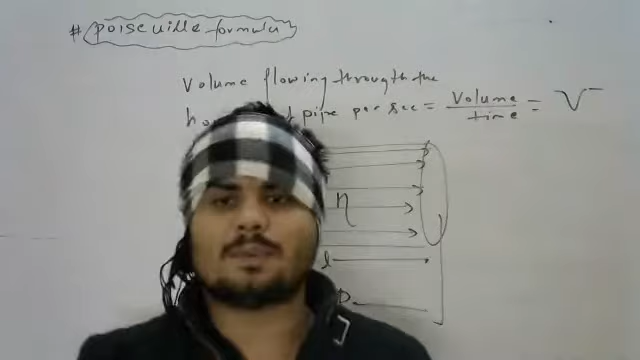 # poiseuille formula
Volume flowing through the
pipe per sec = Volume / time = V
η
l
P